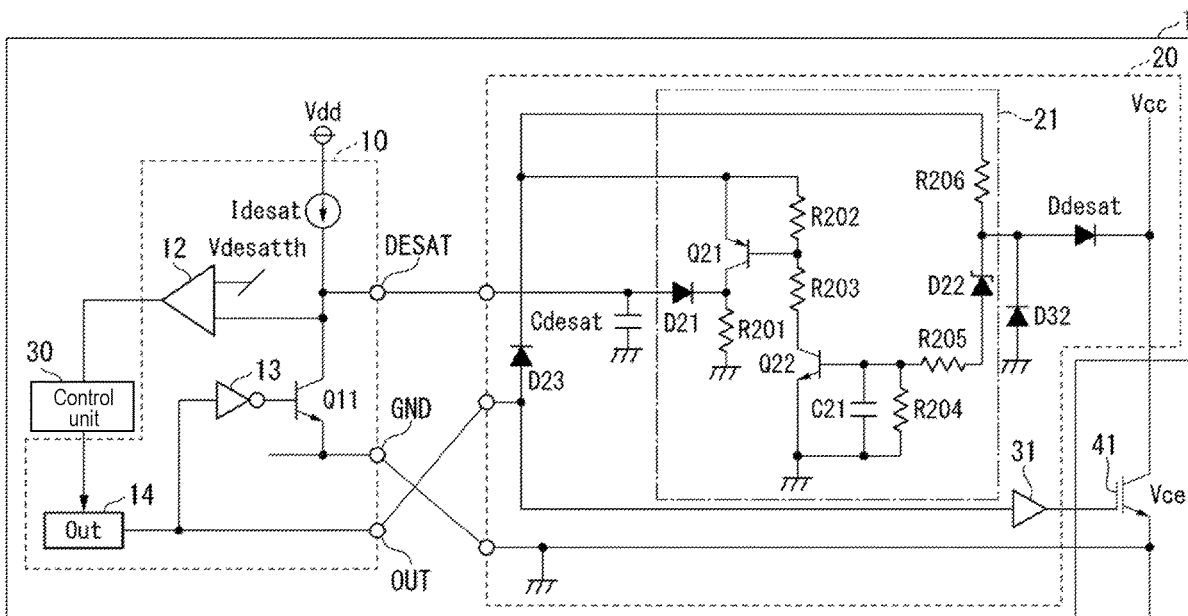 1
20
Vdd
10
21
Vcc
R206
Idesat
R202
Ddesat
12
Vdesatth
DESAT
Q21
R203
D22
Cdesat
D21
R201
D32
30
13
R205
Control
unit
Q11
D23
Q22
GND
C21
R204
31
41
14
Vce
Out
OUT